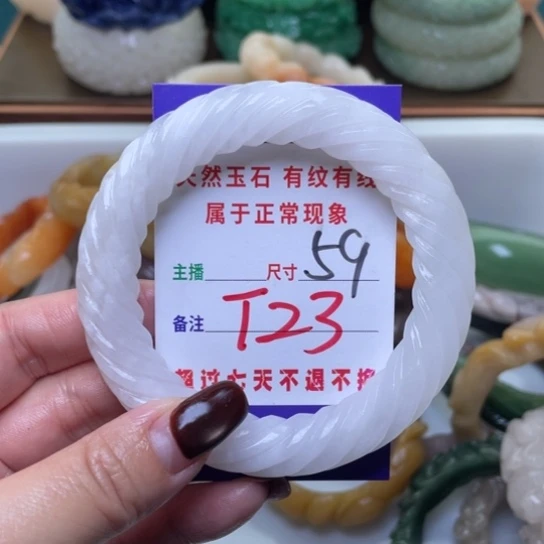 天然玉石 有纹有线
属于正常现象
主播 尺寸 59
备注 T23
超过七天不退不换